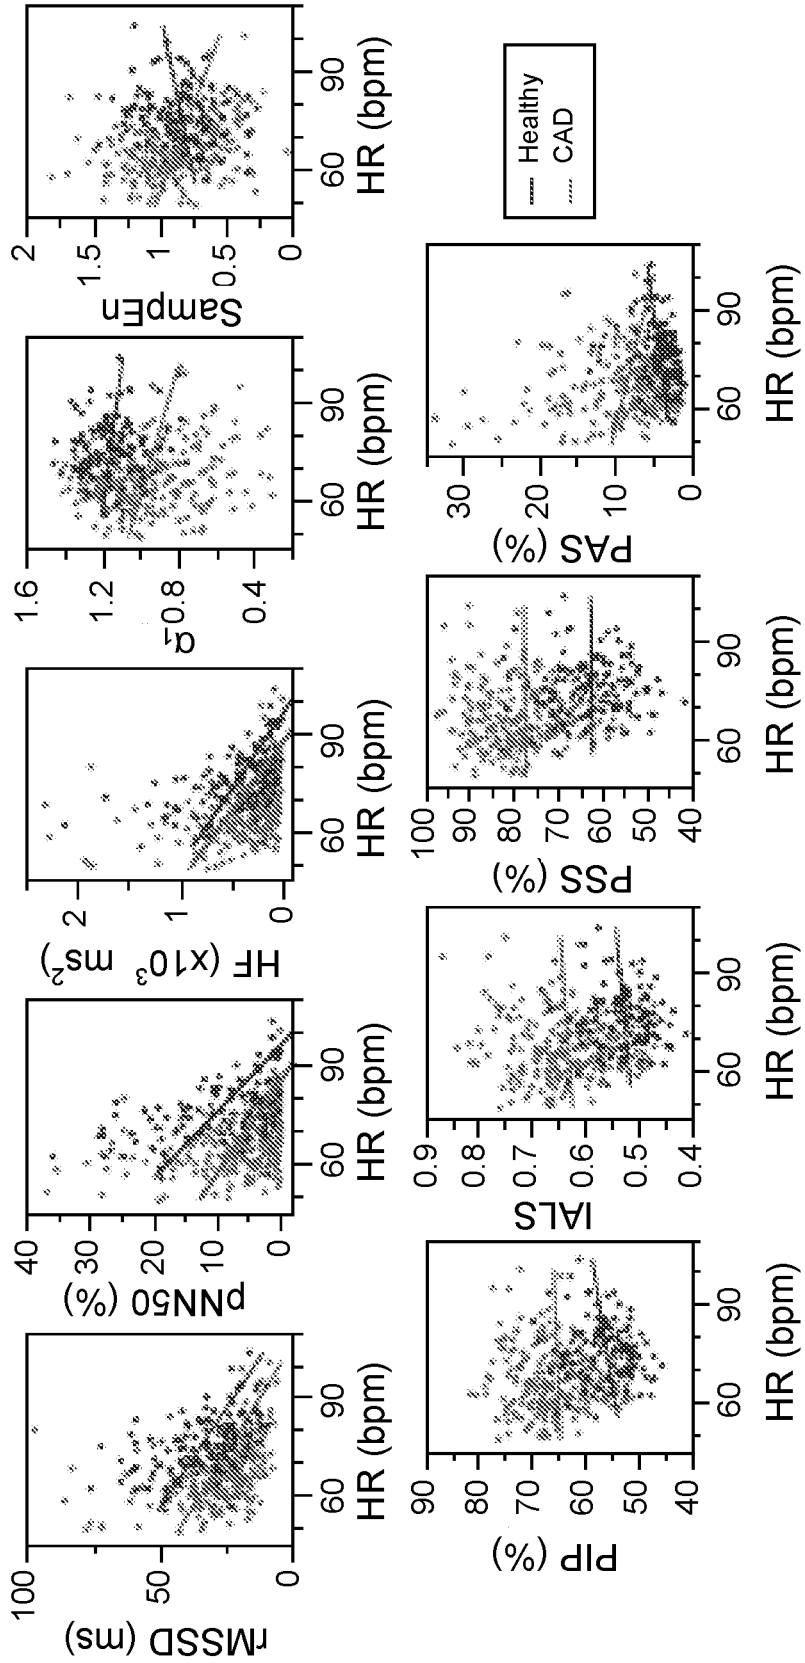 rMSSD (ms)
100
50
0
60 90
HR (bpm)
pNN50 (%)
40
30
20
10
0
60 90
HR (bpm)
HF (x10³ ms²)
2
1
0
60 90
HR (bpm)
α₁
1.6
1.2
0.8
0.4
60 90
HR (bpm)
SampEn
2
1.5
1
0.5
0
60 90
HR (bpm)
PIP (%)
90
80
70
60
50
40
60 90
HR (bpm)
IALS
0.9
0.8
0.7
0.6
0.5
0.4
60 90
HR (bpm)
PSS (%)
100
90
80
70
60
50
40
60 90
HR (bpm)
PAS (%)
30
20
10
0
60 90
HR (bpm)
Healthy
CAD